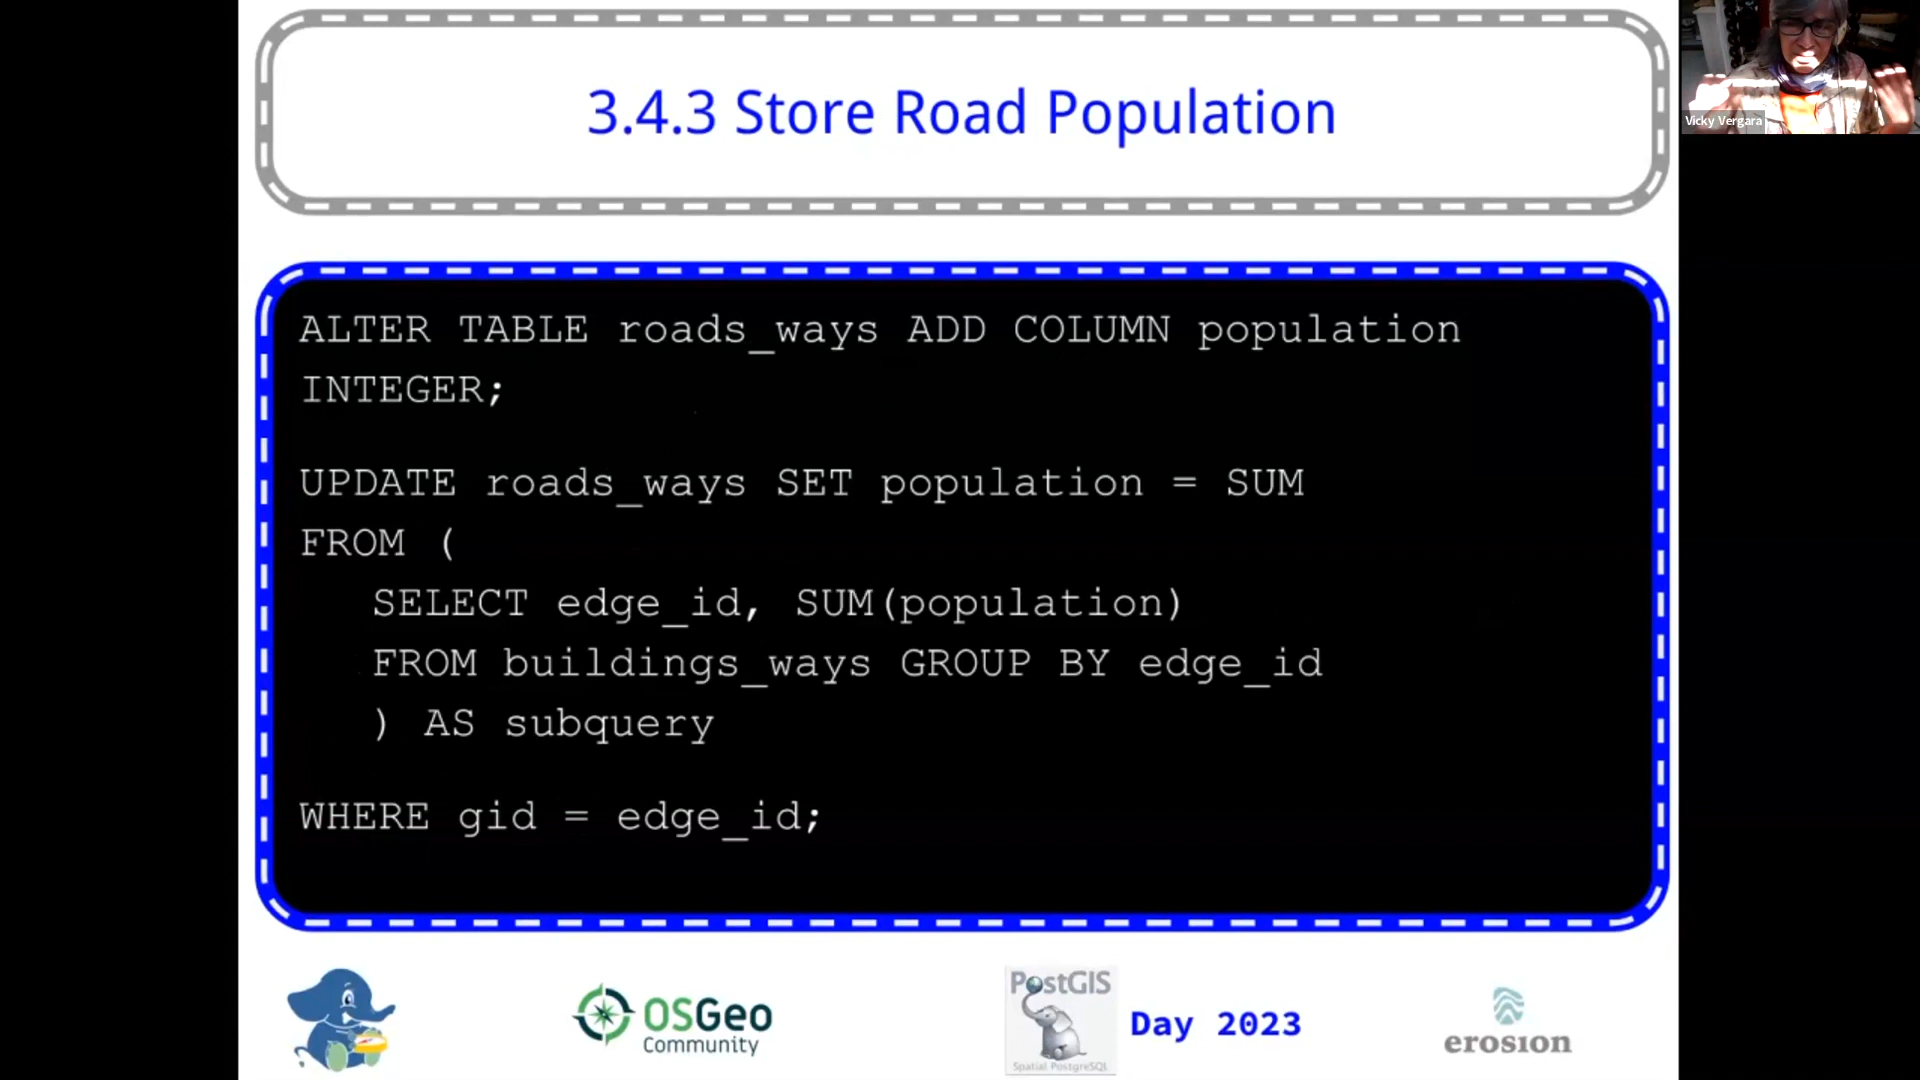 3.4.3 Store Road Population
Vicky Vergara
ALTER TABLE roads_ways ADD COLUMN population
INTEGER;
UPDATE roads_ways SET population = SUM
FROM (
SELECT edge_id, SUM(population)
FROM buildings_ways GROUP BY edge_id
) AS subquery
WHERE gid = edge_id;
OSGeo
Community
PostGIS
Spatial PostgreSQL
Day 2023
erosion